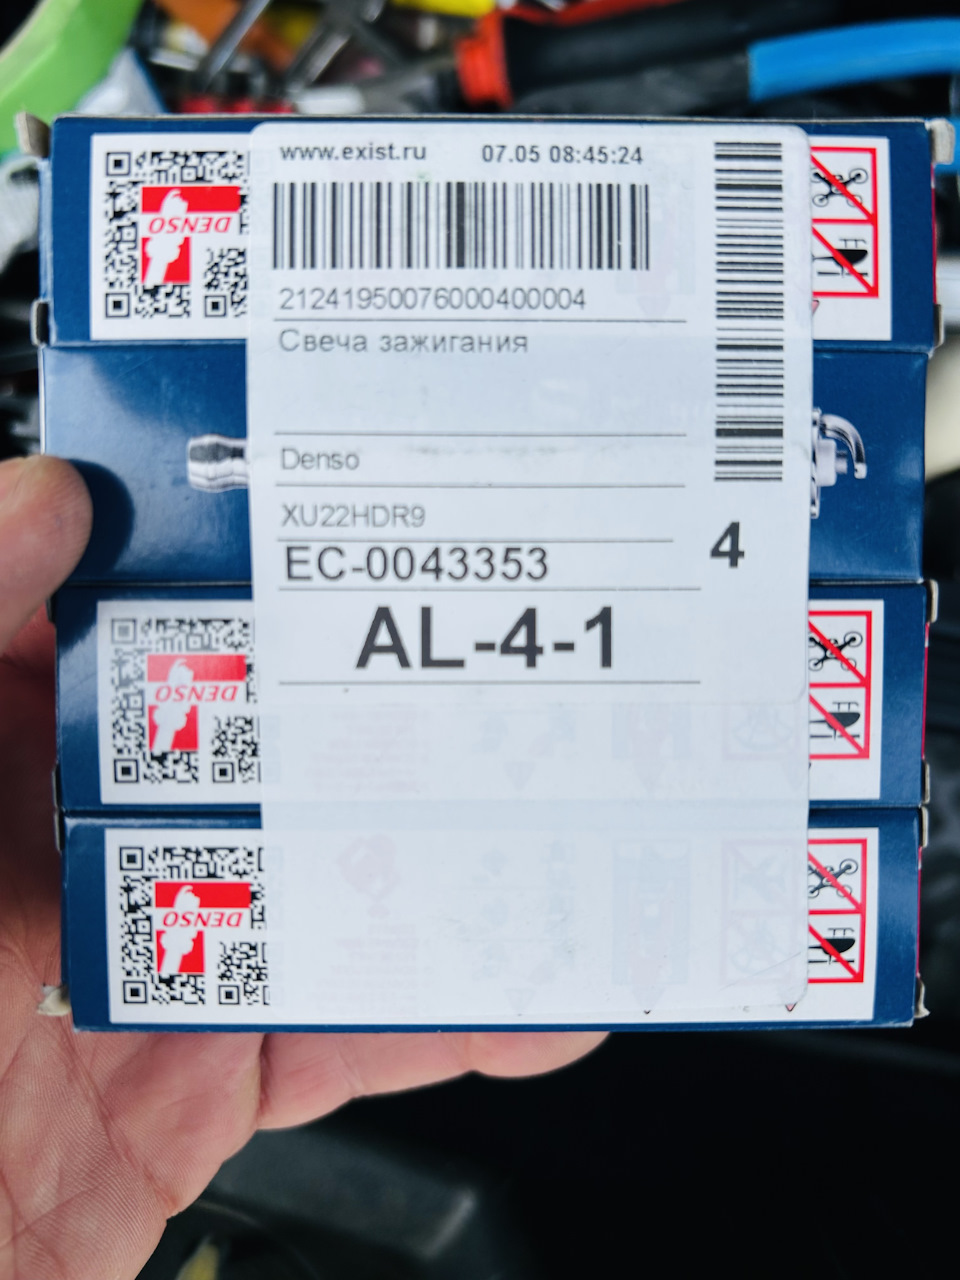 www.exist.ru 07.05 08:45:24
21241950076000400004
Свеча зажигания
Denso
XU22HDR9
EC-0043353
4
AL-4-1
DENSO
DENSO
DENSO